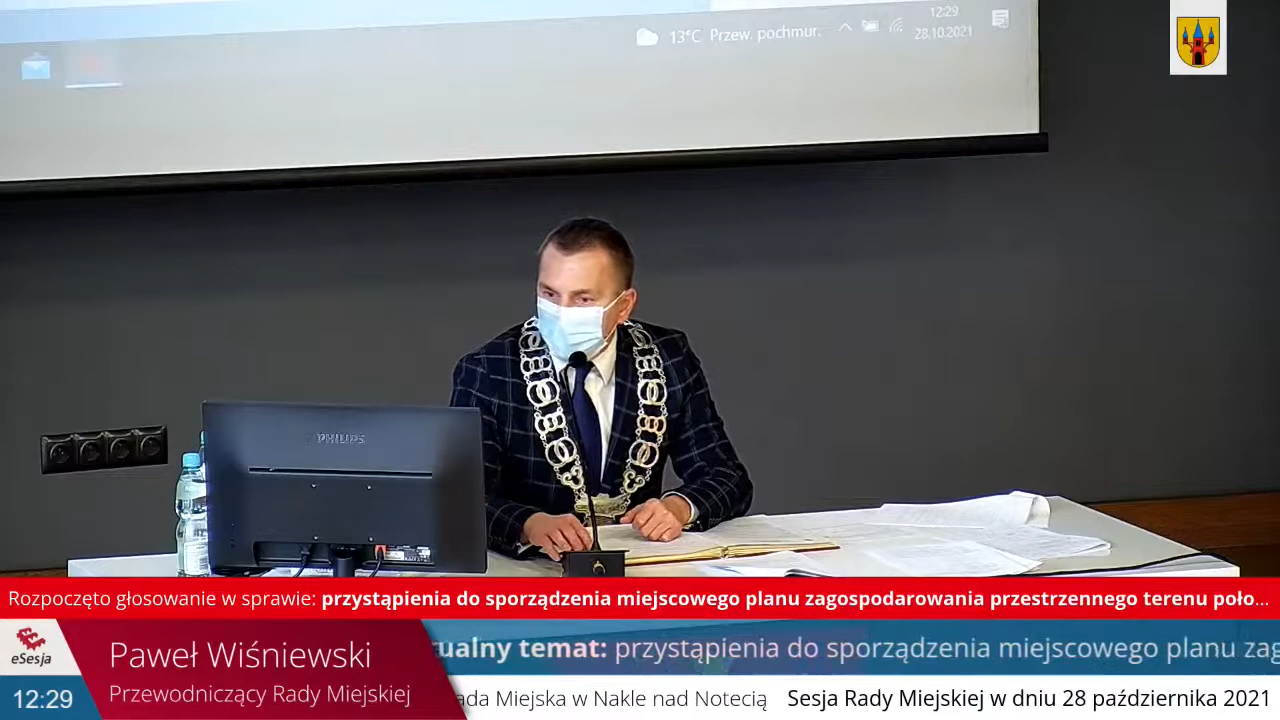 12:29
13°C Przew. pochmur.
28.10.2021
PHILIPS
Rozpoczęto głosowanie w sprawie: przystąpienia do sporządzenia miejscowego planu zagospodarowania przestrzennego terenu poło...
eSesja
Paweł Wiśniewski
Przewodniczący Rady Miejskiej
tualny temat: przystąpienia do sporządzenia miejscowego planu zag
12:29
ada Miejska w Nakle nad Notecią
Sesja Rady Miejskiej w dniu 28 października 2021